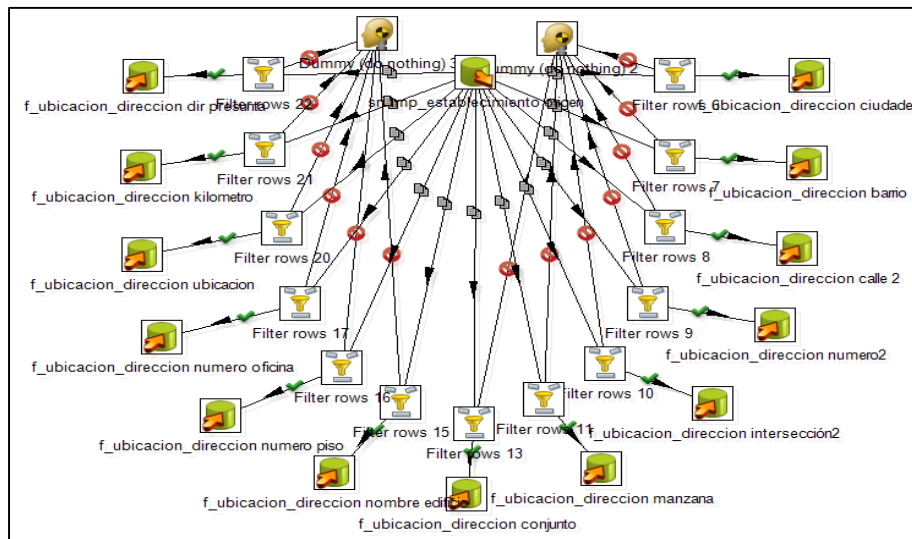 Dummy (do nothing) 3
Dummy (do nothing) 2
f_ubicacion_direccion dir presenta
Filter rows 22
establecimiento origen
Filter rows 6
f_ubicacion_direccion ciudade
Filter rows 21
Filter rows 7
f_ubicacion_direccion kilometro
f_ubicacion_direccion barrio
Filter rows 20
Filter rows 8
f_ubicacion_direccion ubicacion
f_ubicacion_direccion calle 2
Filter rows 17
Filter rows 9
f_ubicacion_direccion numero oficina
f_ubicacion_direccion numero2
Filter rows 16
Filter rows 10
f_ubicacion_direccion numero piso
Filter rows 15
Filter rows 11
f_ubicacion_direccion intersección2
Filter rows 13
f_ubicacion_direccion nombre edificio
f_ubicacion_direccion manzana
f_ubicacion_direccion conjunto